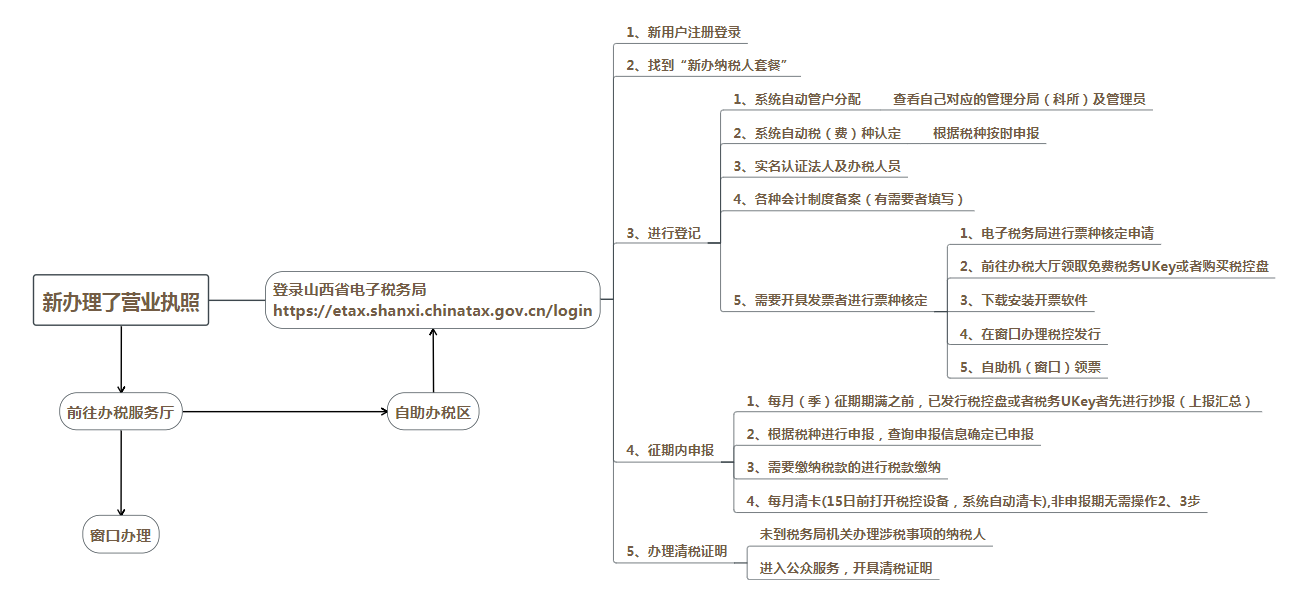 新办理了营业执照
登录山西省电子税务局
https://etax.shanxi.chinatax.gov.cn/login
前往办税服务厅
自助办税区
窗口办理
1、新用户注册登录
2、找到“新办纳税人套餐”
3、进行登记
1、系统自动管户分配 查看自己对应的管理分局（科所）及管理员
2、系统自动税（费）种认定 根据税种按时申报
3、实名认证法人及办税人员
4、各种会计制度备案（有需要者填写）
5、需要开具发票者进行票种核定
1、电子税务局进行票种核定申请
2、前往办税大厅领取免费税务UKey或者购买税控盘
3、下载安装开票软件
4、在窗口办理税控发行
5、自助机（窗口）领票
4、征期内申报
1、每月（季）征期期满之前，已发行税控盘或者税务UKey者先进行抄报（上报汇总）
2、根据税种进行申报，查询申报信息确定已申报
3、需要缴纳税款的进行税款缴纳
4、每月清卡(15日前打开税控设备，系统自动清卡),非申报期无需操作2、3步
5、办理清税证明
未到税务局机关办理涉税事项的纳税人
进入公众服务，开具清税证明